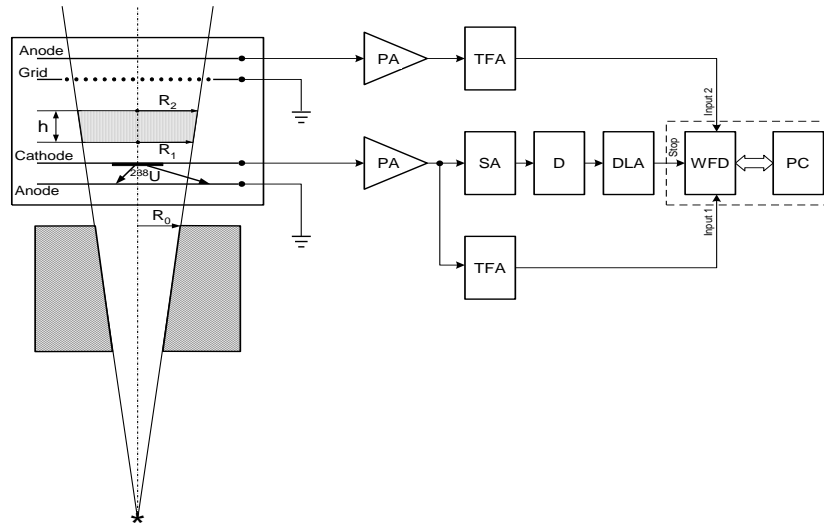 Anode
Grid
R2
h
R1
Cathode
238U
Anode
R0
PA
TFA
Input 2
PA
SA
D
DLA
Stop
WFD
PC
Input 1
TFA
*